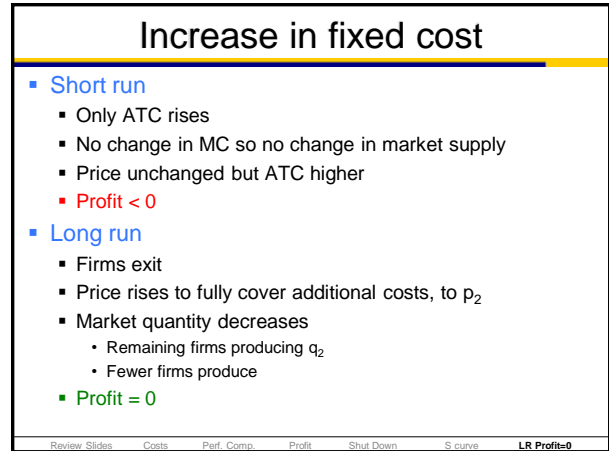 Increase in fixed cost
▪ Short run
▪ Only ATC rises
▪ No change in MC so no change in market supply
▪ Price unchanged but ATC higher
▪ Profit < 0
▪ Long run
▪ Firms exit
▪ Price rises to fully cover additional costs, to p₂
▪ Market quantity decreases
• Remaining firms producing q₂
• Fewer firms produce
▪ Profit = 0
Review Slides Costs Perf. Comp. Profit Shut Down S curve LR Profit=0